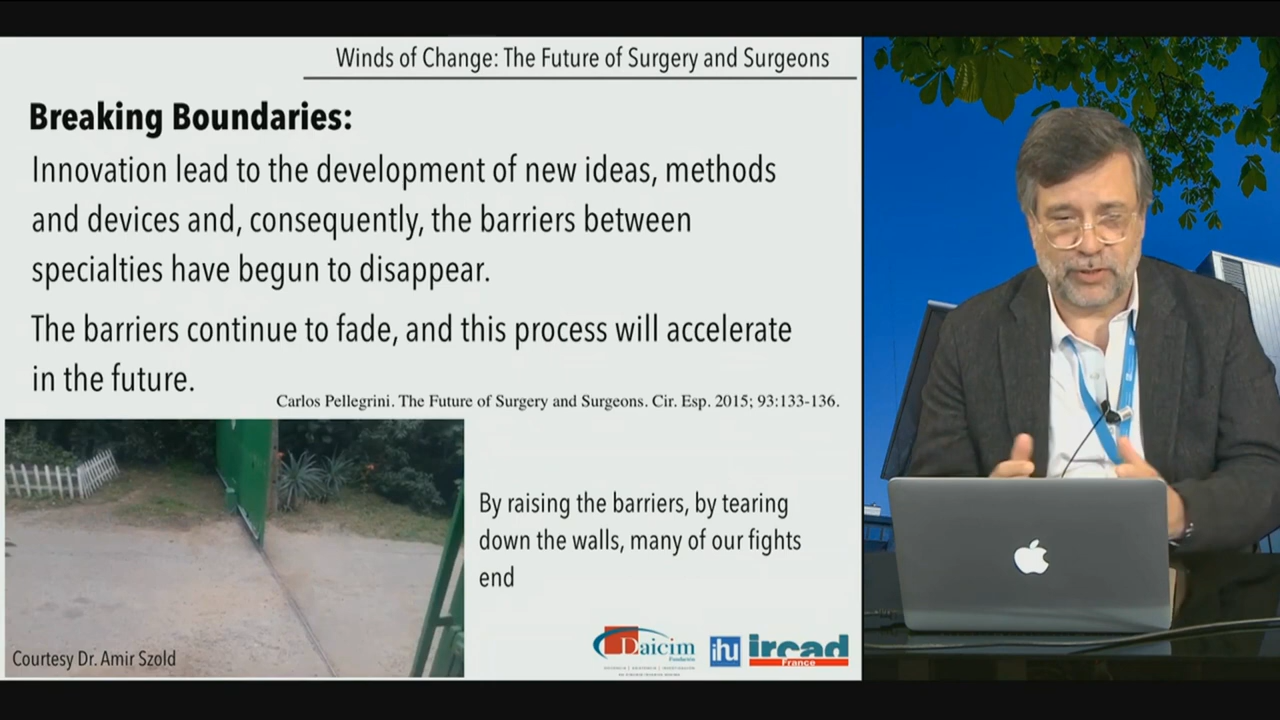 Winds of Change: The Future of Surgery and Surgeons
Breaking Boundaries:
Innovation lead to the development of new ideas, methods
and devices and, consequently, the barriers between
specialties have begun to disappear.
The barriers continue to fade, and this process will accelerate
in the future.
Carlos Pellegrini. The Future of Surgery and Surgeons. Cir. Esp. 2015; 93:133-136.
By raising the barriers, by tearing
down the walls, many of our fights
end
Courtesy Dr. Amir Szold
Daicim
Fundación
ihu
ircad
France